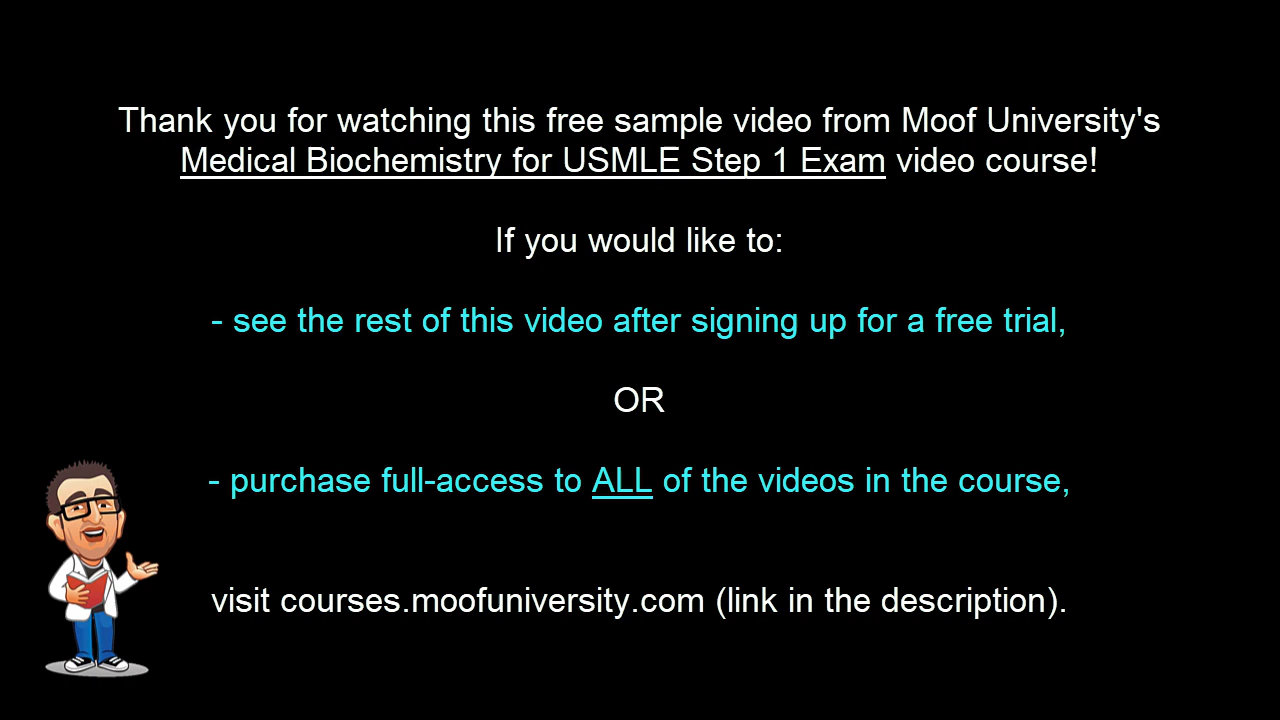 Thank you for watching this free sample video from Moof University's
Medical Biochemistry for USMLE Step 1 Exam video course!
If you would like to:
- see the rest of this video after signing up for a free trial,
OR
- purchase full-access to ALL of the videos in the course,
visit courses.moofuniversity.com (link in the description).